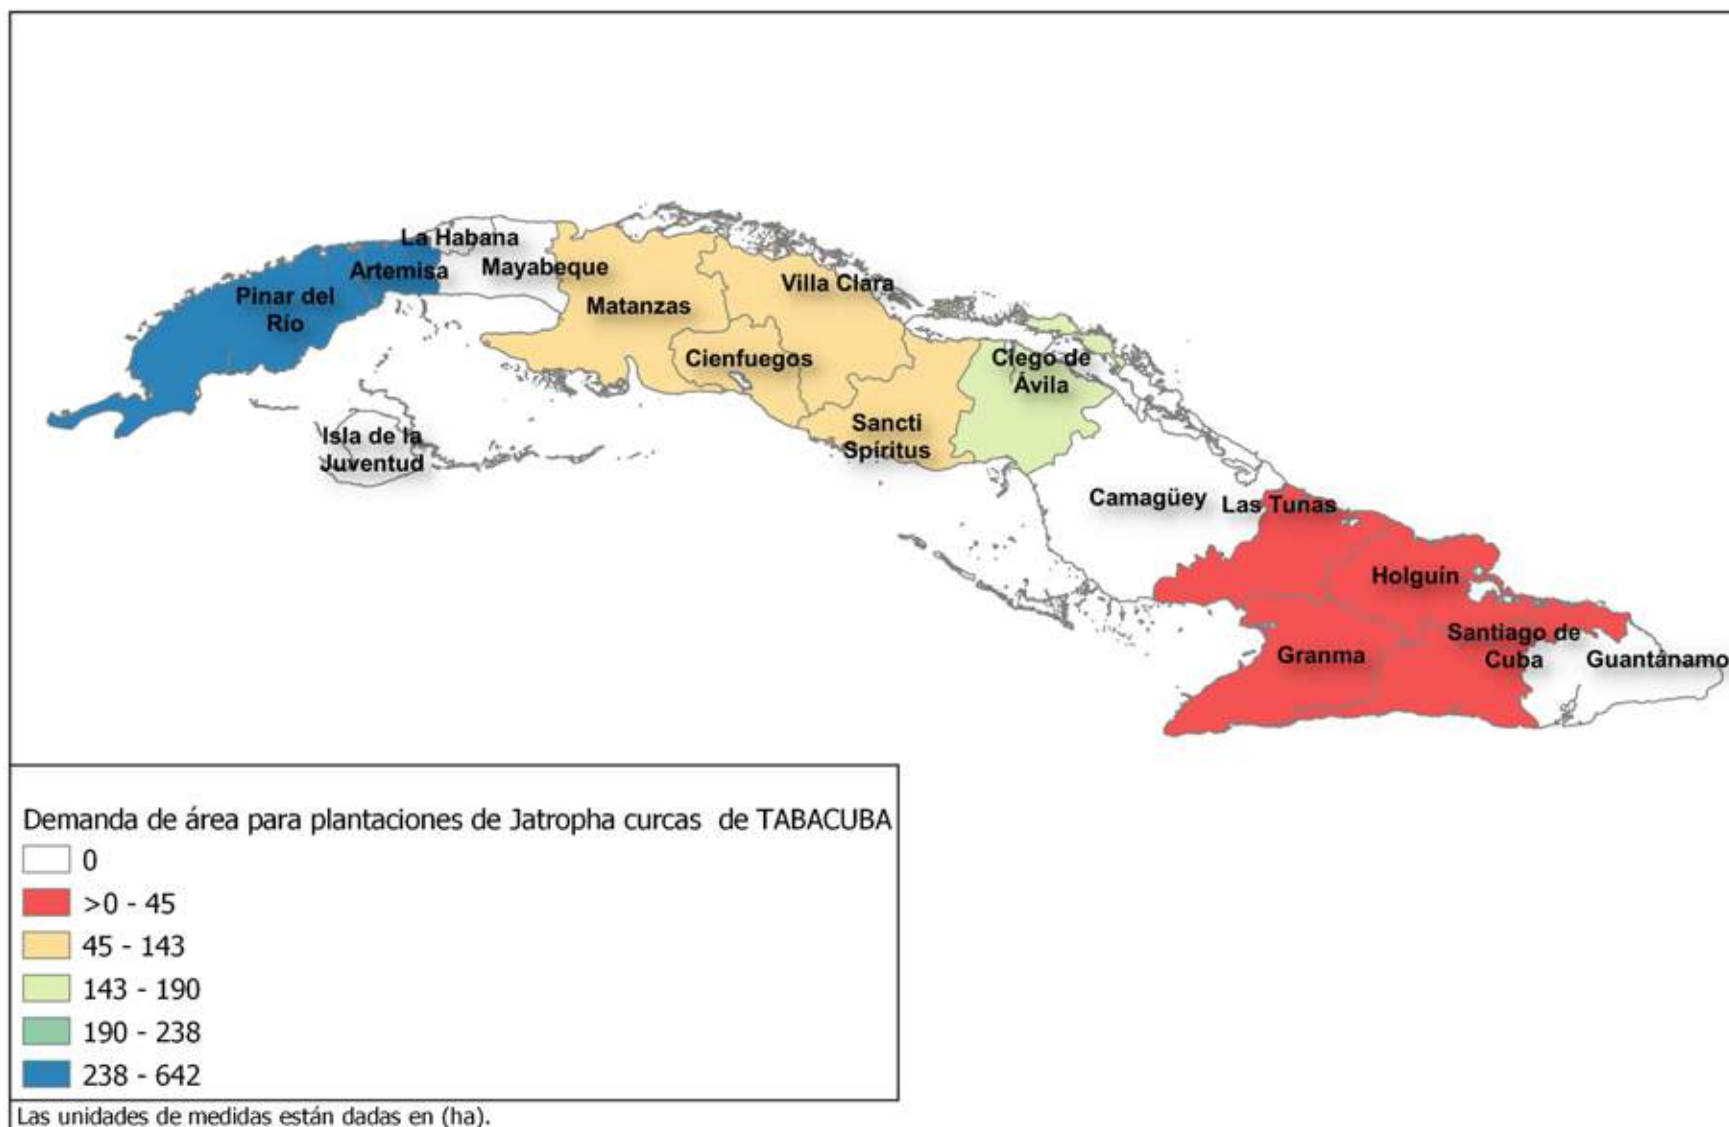 La Habana
Artemisa
Mayabeque
Pinar del
Río
Matanzas
Villa Clara
Cienfuegos
Ciego de
Ávila
Sancti
Spíritus
Isla de la
Juventud
Camagüey
Las Tunas
Holguín
Santiago de
Cuba
Granma
Guantánamo
Demanda de área para plantaciones de Jatropha curcas de TABACUBA
0
>0 - 45
45 - 143
143 - 190
190 - 238
238 - 642
Las unidades de medidas están dadas en (ha).